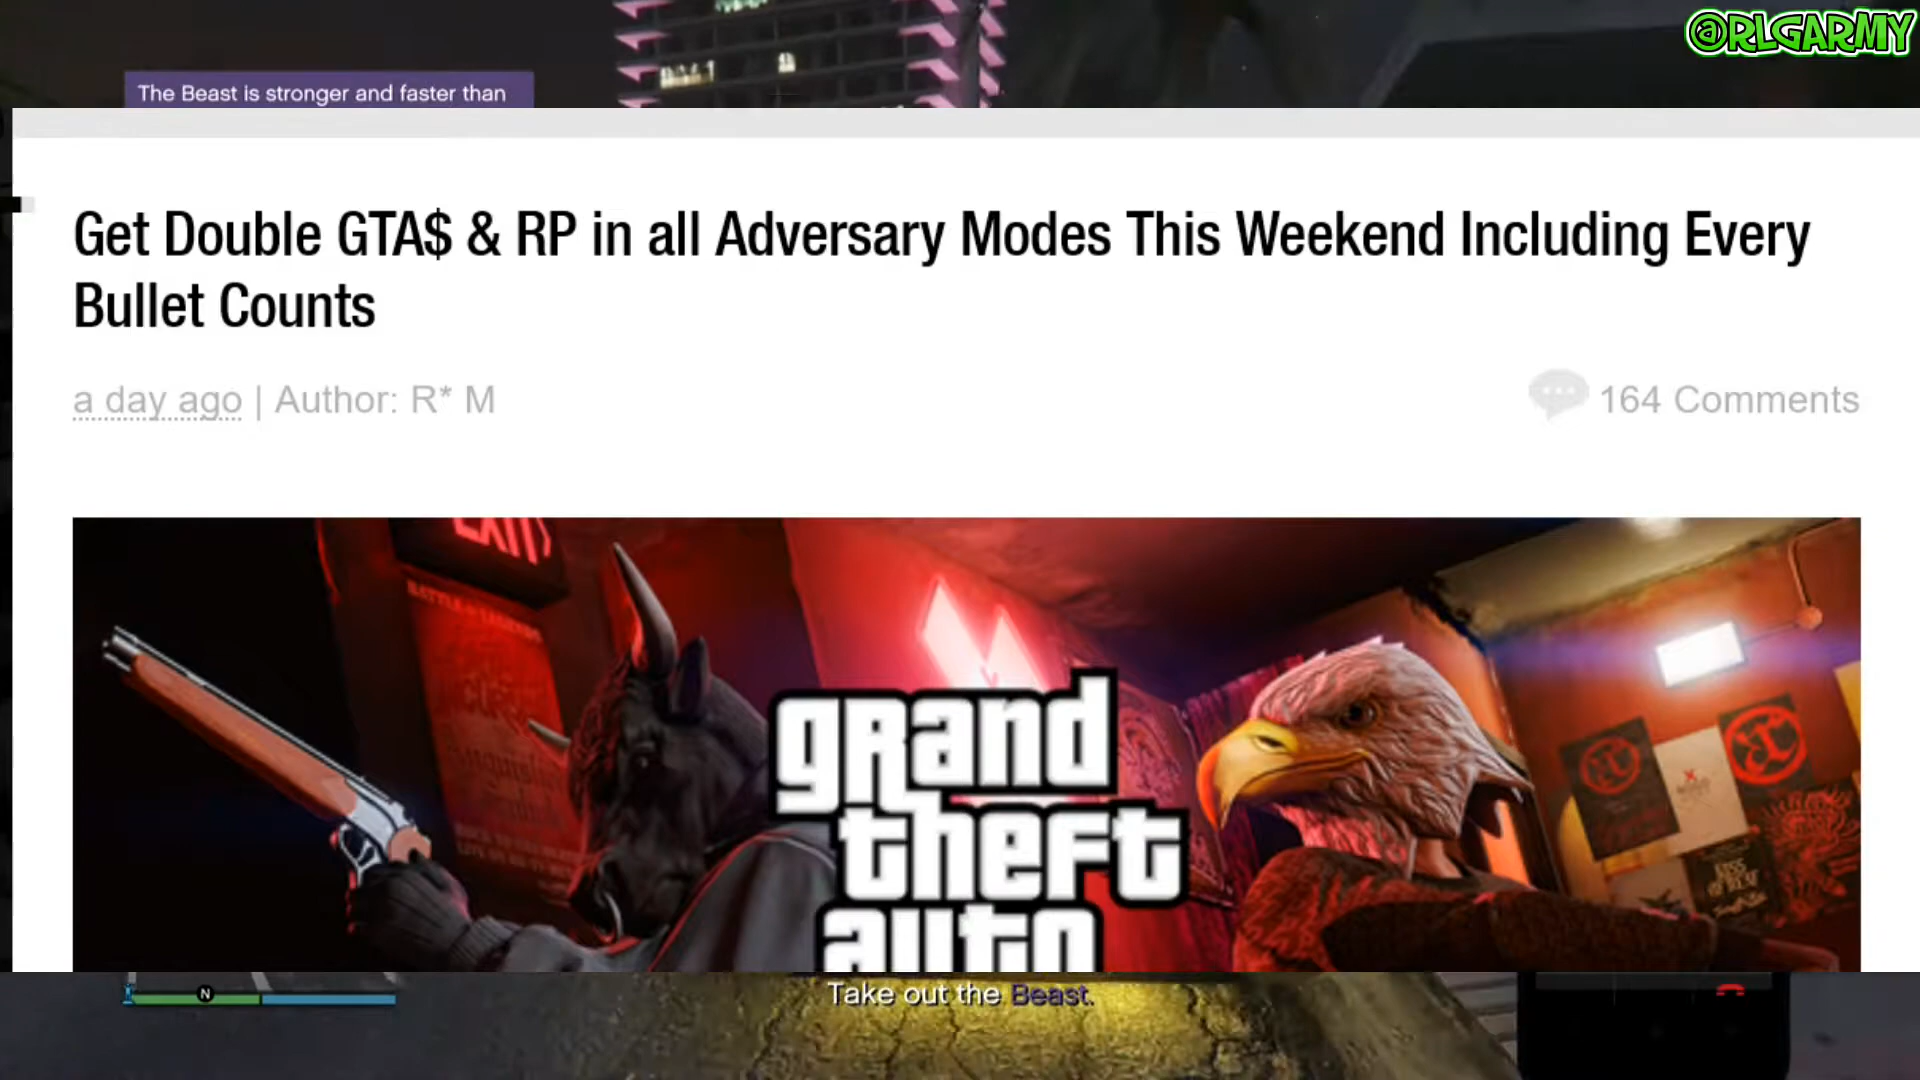 @RLGARMY
The Beast is stronger and faster than
Get Double GTA$ & RP in all Adversary Modes This Weekend Including Every
Bullet Counts
a day ago | Author: R* M
164 Comments
EXIT
grand
theft
auto
N
Take out the Beast.